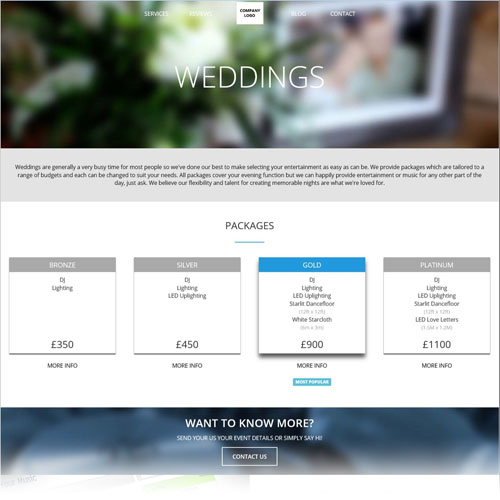 SERVICES REVIEWS COMPANY LOGO BLOG CONTACT
WEDDINGS
Weddings are generally a very busy time for most people so we've done our best to make selecting your entertainment as easy as can be. We provide packages which are tailored to a
range of budgets and each can be changed to suit your needs. All packages cover your evening function but we can happily provide entertainment or music for any other part of the
day, just ask. We believe our flexibility and talent for creating memorable nights are what we're loved for.
PACKAGES
BRONZE
DJ
Lighting
£350
MORE INFO
SILVER
DJ
Lighting
LED Uplighting
£450
MORE INFO
GOLD
DJ
Lighting
LED Uplighting
Starlit Dancefloor
(12ft x 12ft)
White Starcloth
(6m x 3m)
£900
MORE INFO
MOST POPULAR
PLATINUM
DJ
Lighting
LED Uplighting
Starlit Dancefloor
(12ft x 12ft)
LED Love Letters
(1.5M x 1.2M)
£1100
MORE INFO
WANT TO KNOW MORE?
SEND YOUR US YOUR EVENT DETAILS OR SIMPLY SAY HI!
CONTACT US